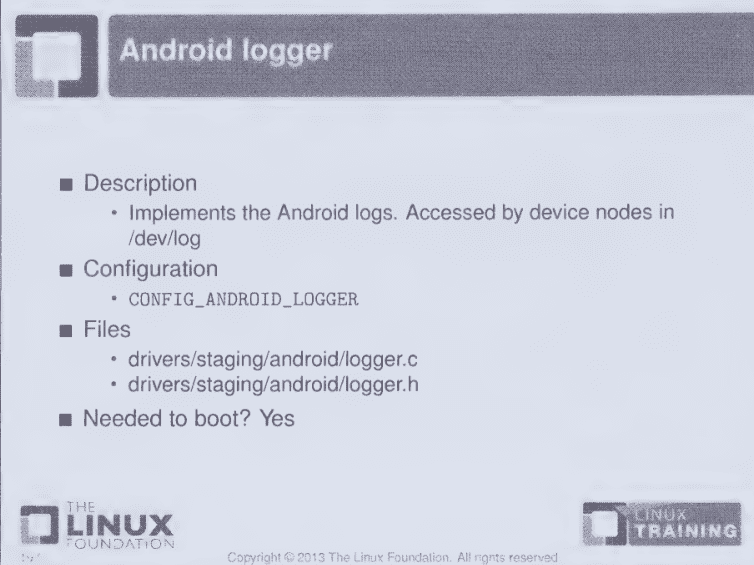 Android logger
■ Description
• Implements the Android logs. Accessed by device nodes in
/dev/log
■ Configuration
• CONFIG_ANDROID_LOGGER
■ Files
• drivers/staging/android/logger.c
• drivers/staging/android/logger.h
■ Needed to boot? Yes
THE
LINUX
FOUNDATION
LINUX
TRAINING
Copyright © 2013 The Linux Foundation. All rights reserved